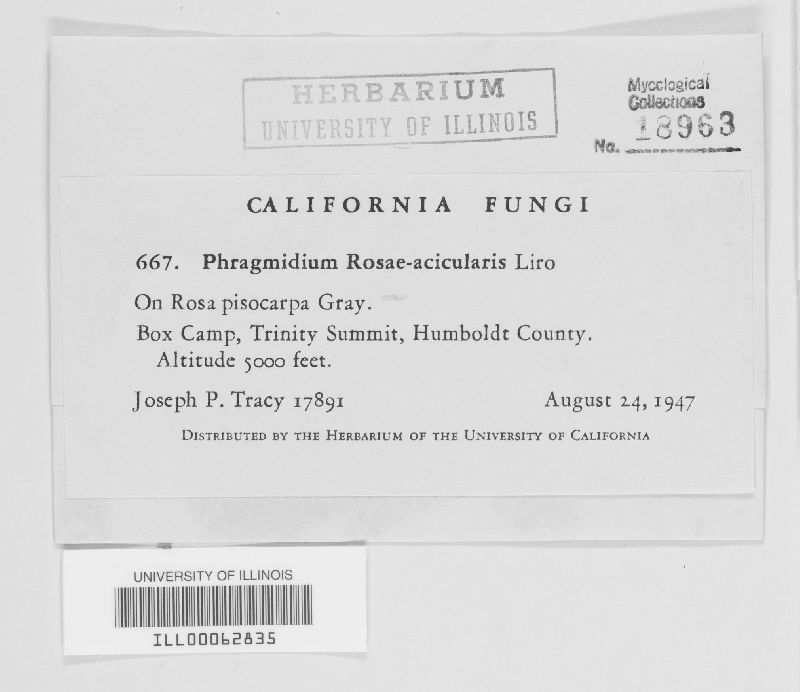 HERBARIUM
UNIVERSITY OF ILLINOIS
Mycological
Collections
No. 18963
CALIFORNIA FUNGI
667. Phragmidium Rosae-acicularis Liro
On Rosa pisocarpa Gray.
Box Camp, Trinity Summit, Humboldt County.
Altitude 5000 feet.
Joseph P. Tracy 17891 August 24, 1947
DISTRIBUTED BY THE HERBARIUM OF THE UNIVERSITY OF CALIFORNIA
UNIVERSITY OF ILLINOIS
ILL00062835